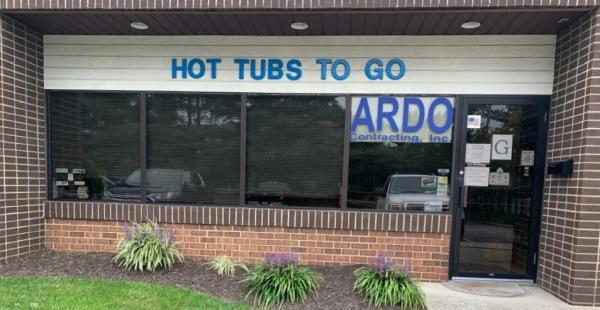 HOT TUBS TO GO
ARDO
Contracting, Inc.
G